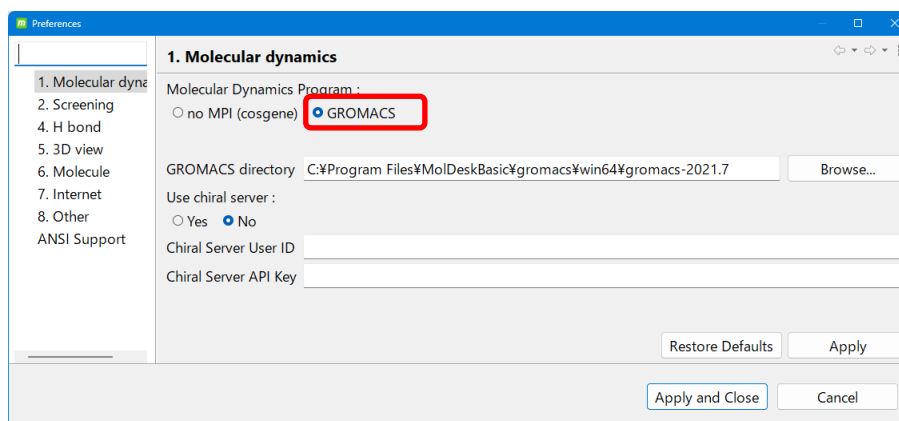 Preferences
1. Molecular dyna
2. Screening
4. H bond
5. 3D view
6. Molecule
7. Internet
8. Other
ANSI Support
1. Molecular dynamics
Molecular Dynamics Program :
no MPI (cosgene) GROMACS
GROMACS directory C:¥Program Files¥MolDeskBasic¥gromacs¥win64¥gromacs-2021.7 Browse...
Use chiral server :
Yes No
Chiral Server User ID
Chiral Server API Key
Restore Defaults Apply
Apply and Close Cancel